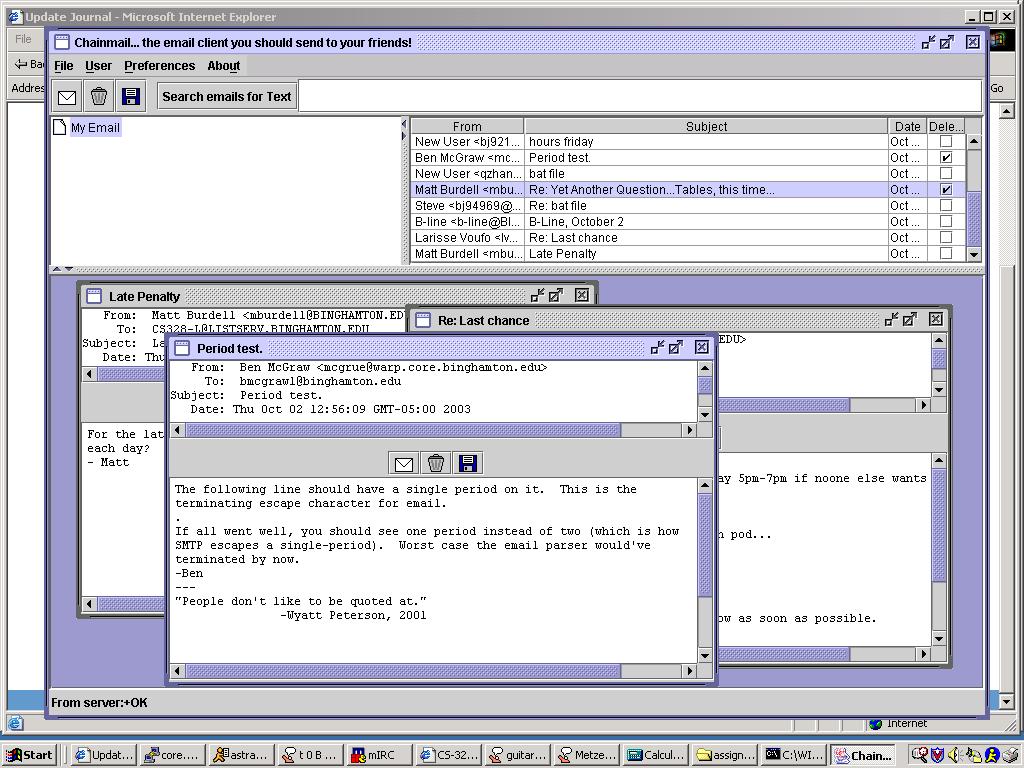 Update Journal - Microsoft Internet Explorer
File
Chainmail... the email client you should send to your friends!
File User Preferences About
Search emails for Text
My Email
From Subject Date Dele...
New User <bj921... hours friday Oct ...
Ben McGraw <mc... Period test. Oct ...
New User <qzhan... bat file Oct ...
Matt Burdell <mbu... Re: Yet Another Question...Tables, this time... Oct ...
Steve <bj94969@... Re: bat file Oct ...
B-line <b-line@BI... B-Line, October 2 Oct ...
Larisse Voufo <lv... Re: Last chance Oct ...
Matt Burdell <mbu... Late Penalty Oct ...
Late Penalty
From: Matt Burdell <mburdell@BINGHAMTON.ED
To: CS328-L@LISTSERV.BINGHAMTON.EDU
Subject: La
Date: Thu
For the lat
each day?
- Matt
Re: Last chance
EDU>
ay 5pm-7pm if noone else wants
pod...
ow as soon as possible.
Period test.
From: Ben McGraw <mcgrue@warp.core.binghamton.edu>
To: bmcgraw1@binghamton.edu
Subject: Period test.
Date: Thu Oct 02 12:56:09 GMT-05:00 2003
The following line should have a single period on it. This is the
terminating escape character for email.
.
If all went well, you should see one period instead of two (which is how
SMTP escapes a single-period). Worst case the email parser would've
terminated by now.
-Ben
---
"People don't like to be quoted at."
-Wyatt Peterson, 2001
From server:+OK
Internet
Start Updat... core.... astra... t 0 B ... mIRC CS-32... guitar... Metze... Calcul... assign... C:\WI... Chain...